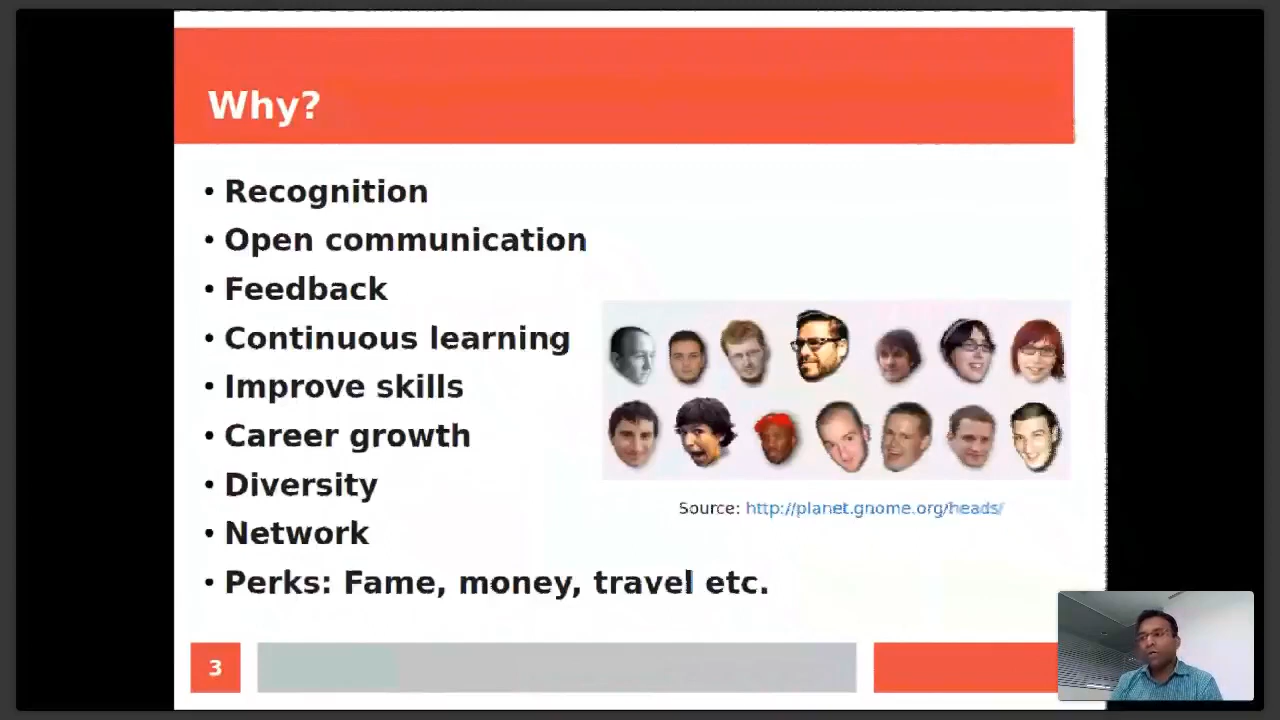 Why?
• Recognition
• Open communication
• Feedback
• Continuous learning
• Improve skills
• Career growth
• Diversity
• Network
• Perks: Fame, money, travel etc.
Source: http://planet.gnome.org/heads/
3